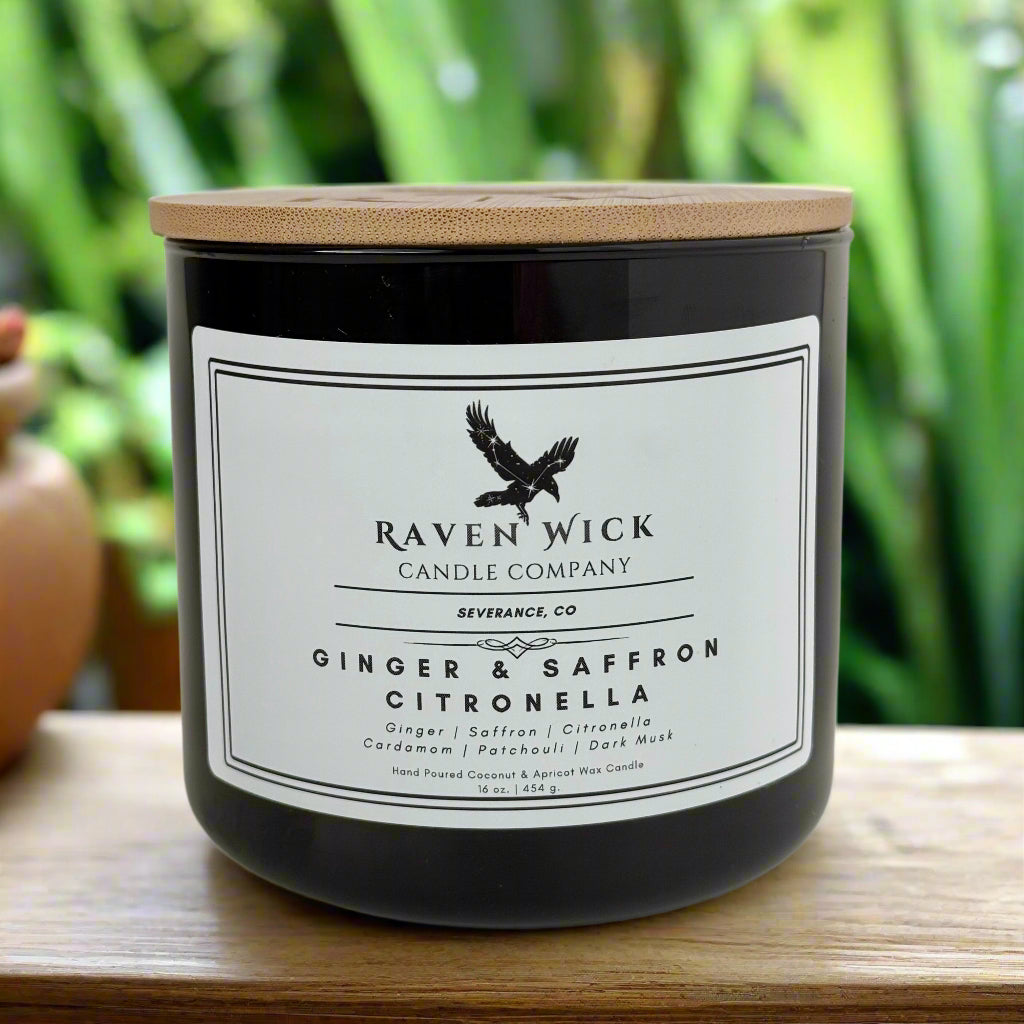 RAVEN WICK
CANDLE COMPANY
SEVERANCE, CO
GINGER & SAFFRON
CITRONELLA
Ginger | Saffron | Citronella
Cardamom | Patchouli | Dark Musk
Hand Poured Coconut & Apricot Wax Candle
16 oz. | 454 g.